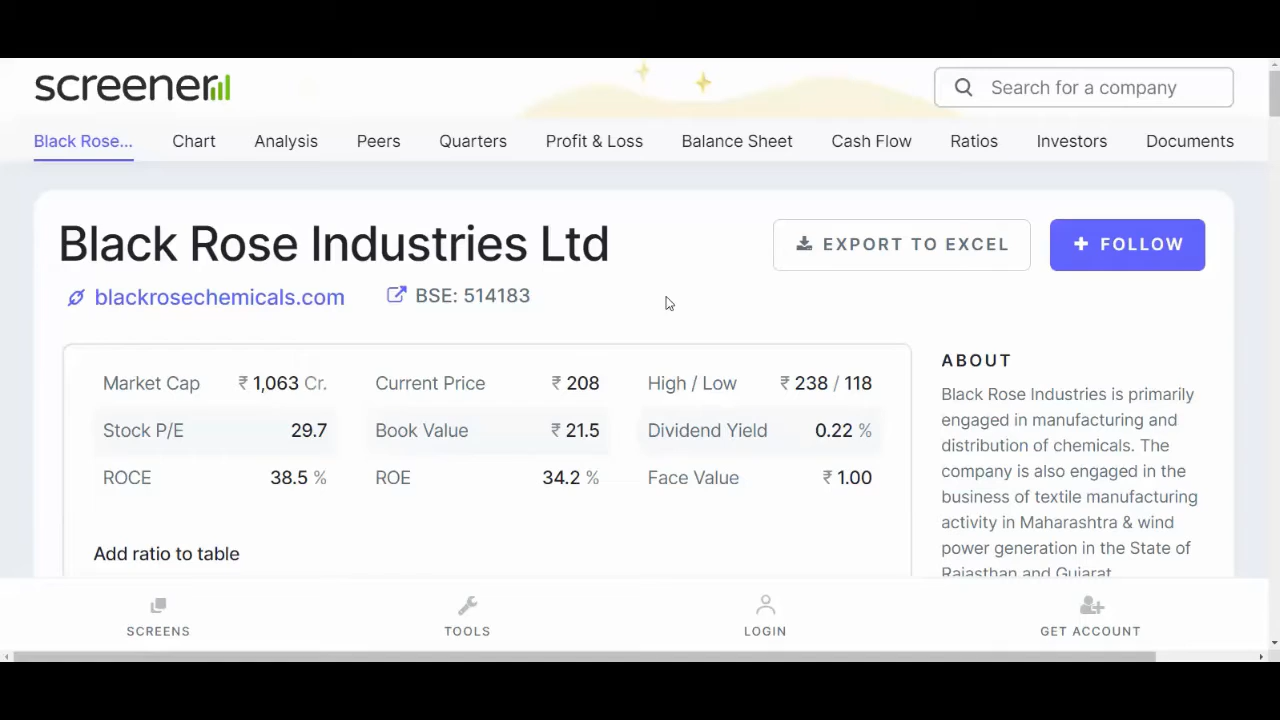 screener
Search for a company
Black Rose... Chart Analysis Peers Quarters Profit & Loss Balance Sheet Cash Flow Ratios Investors Documents
Black Rose Industries Ltd
EXPORT TO EXCEL
+ FOLLOW
blackrosechemicals.com
BSE: 514183
Market Cap ₹ 1,063 Cr.
Current Price ₹ 208
High / Low ₹ 238 / 118
Stock P/E 29.7
Book Value ₹ 21.5
Dividend Yield 0.22 %
ROCE 38.5 %
ROE 34.2 %
Face Value ₹ 1.00
Add ratio to table
ABOUT
Black Rose Industries is primarily
engaged in manufacturing and
distribution of chemicals. The
company is also engaged in the
business of textile manufacturing
activity in Maharashtra & wind
power generation in the State of
Rajasthan and Gujarat
SCREENS
TOOLS
LOGIN
GET ACCOUNT